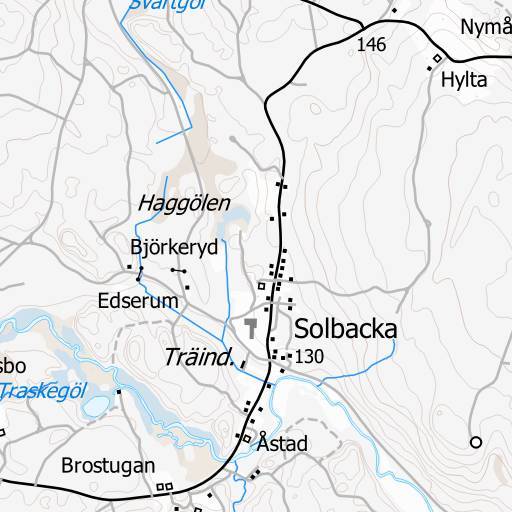 Svartgöl
Nymå
146
Hylta
Haggölen
Björkeryd
Edserum
Solbacka
Träind.
130
sbo
Traskegöl
Åstad
Brostugan